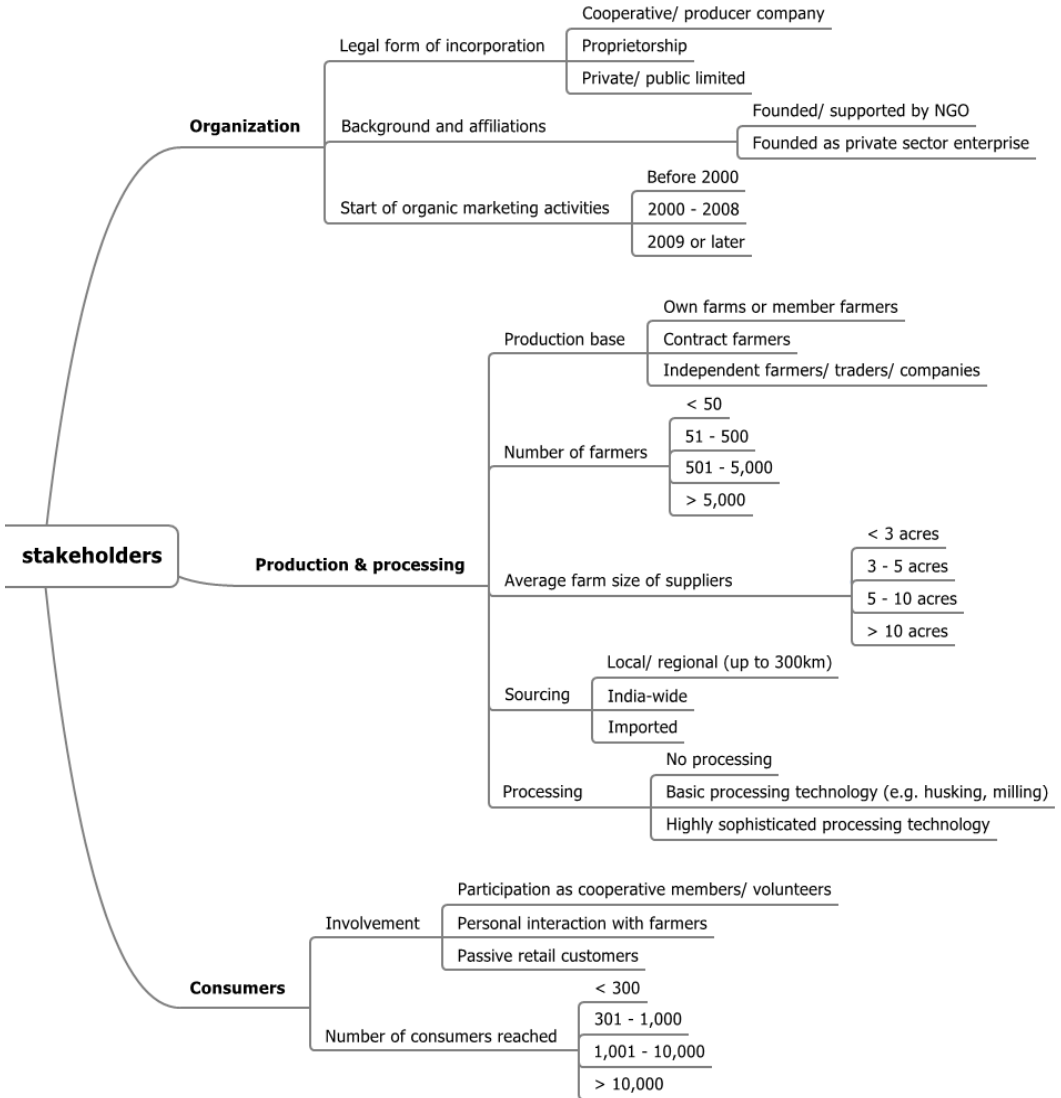 Cooperative/ producer company
Legal form of incorporation
Proprietorship
Private/ public limited
Organization
Background and affiliations
Founded/ supported by NGO
Founded as private sector enterprise
Start of organic marketing activities
Before 2000
2000 - 2008
2009 or later
stakeholders
Production & processing
Production base
Own farms or member farmers
Contract farmers
Independent farmers/ traders/ companies
Number of farmers
< 50
51 - 500
501 - 5,000
> 5,000
Average farm size of suppliers
< 3 acres
3 - 5 acres
5 - 10 acres
> 10 acres
Sourcing
Local/ regional (up to 300km)
India-wide
Imported
Processing
No processing
Basic processing technology (e.g. husking, milling)
Highly sophisticated processing technology
Consumers
Involvement
Participation as cooperative members/ volunteers
Personal interaction with farmers
Passive retail customers
Number of consumers reached
< 300
301 - 1,000
1,001 - 10,000
> 10,000